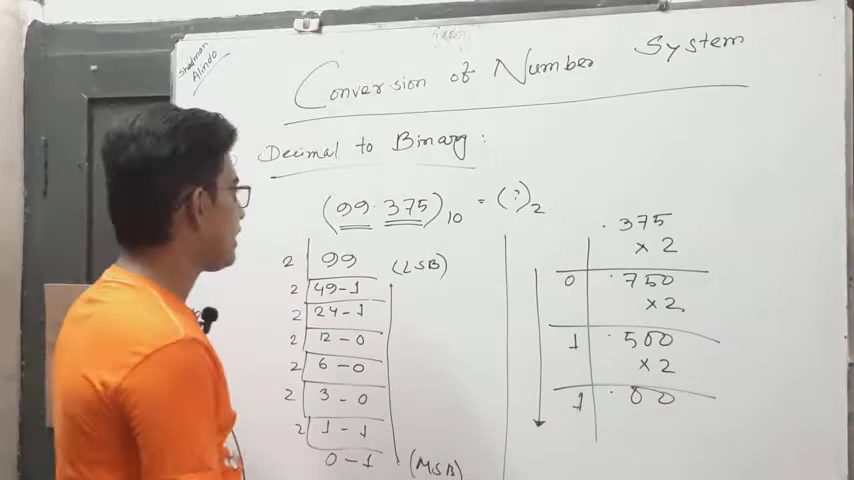 Shadman
Alindo
Conversion of Number System
Decimal to Binary :
(99.375)10 = (?)2
2 99 (LSB)
2 49-1
2 24-1
2 12-0
2 6-0
2 3-0
2 1-1
0-1 (MSB)
.375
x 2
0 .750
x 2
1 .500
x 2
1 .00